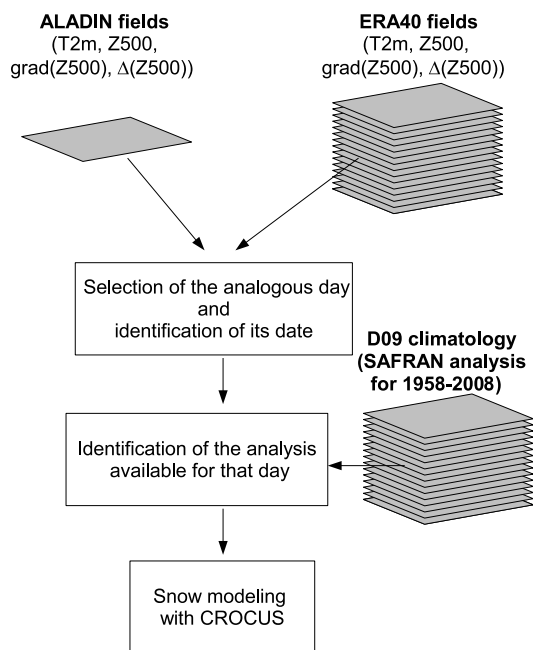 ALADIN fields
(T2m, Z500,
grad(Z500), Δ(Z500))
ERA40 fields
(T2m, Z500,
grad(Z500), Δ(Z500))
Selection of the analogous day
and
identification of its date
D09 climatology
(SAFRAN analysis
for 1958-2008)
Identification of the analysis
available for that day
Snow modeling
with CROCUS